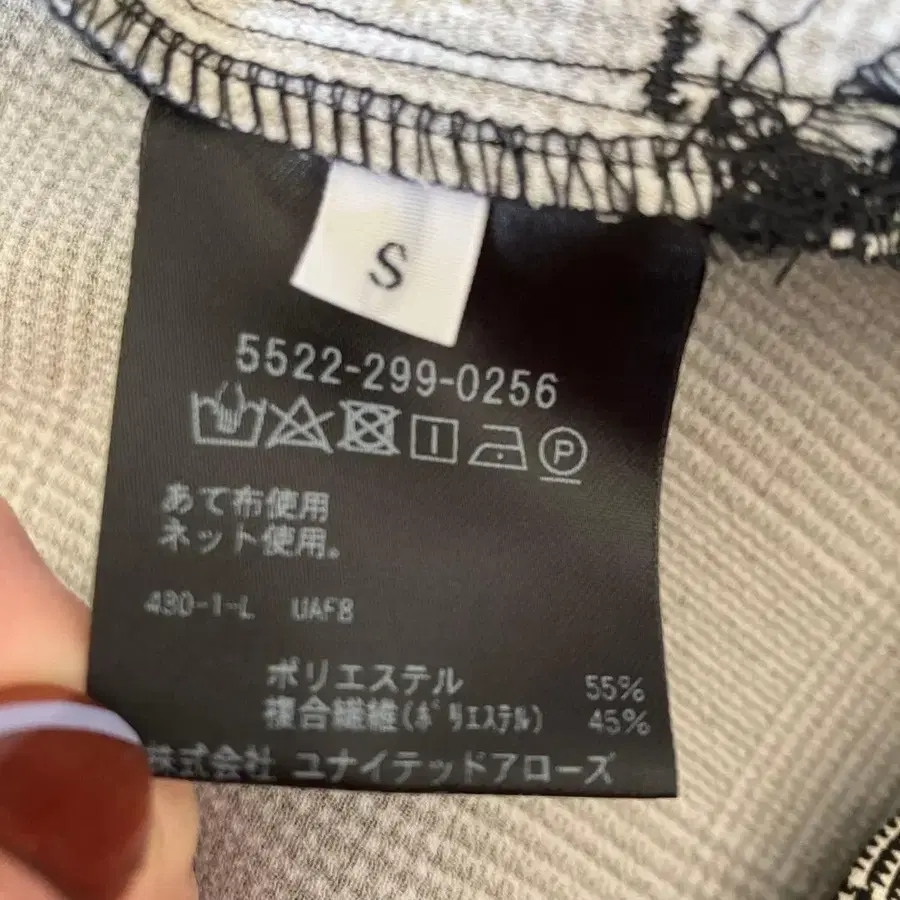 S
5522-299-0256
P
あて布使用
ネット使用。
430-1-L UAFB
ポリエステル 55%
複合繊維(ポリエステル) 45%
株式会社 ユナイテッドアローズ